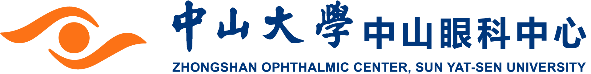 中山大學中山眼科中心
ZHONGSHAN OPHTHALMIC CENTER, SUN YAT-SEN UNIVERSITY